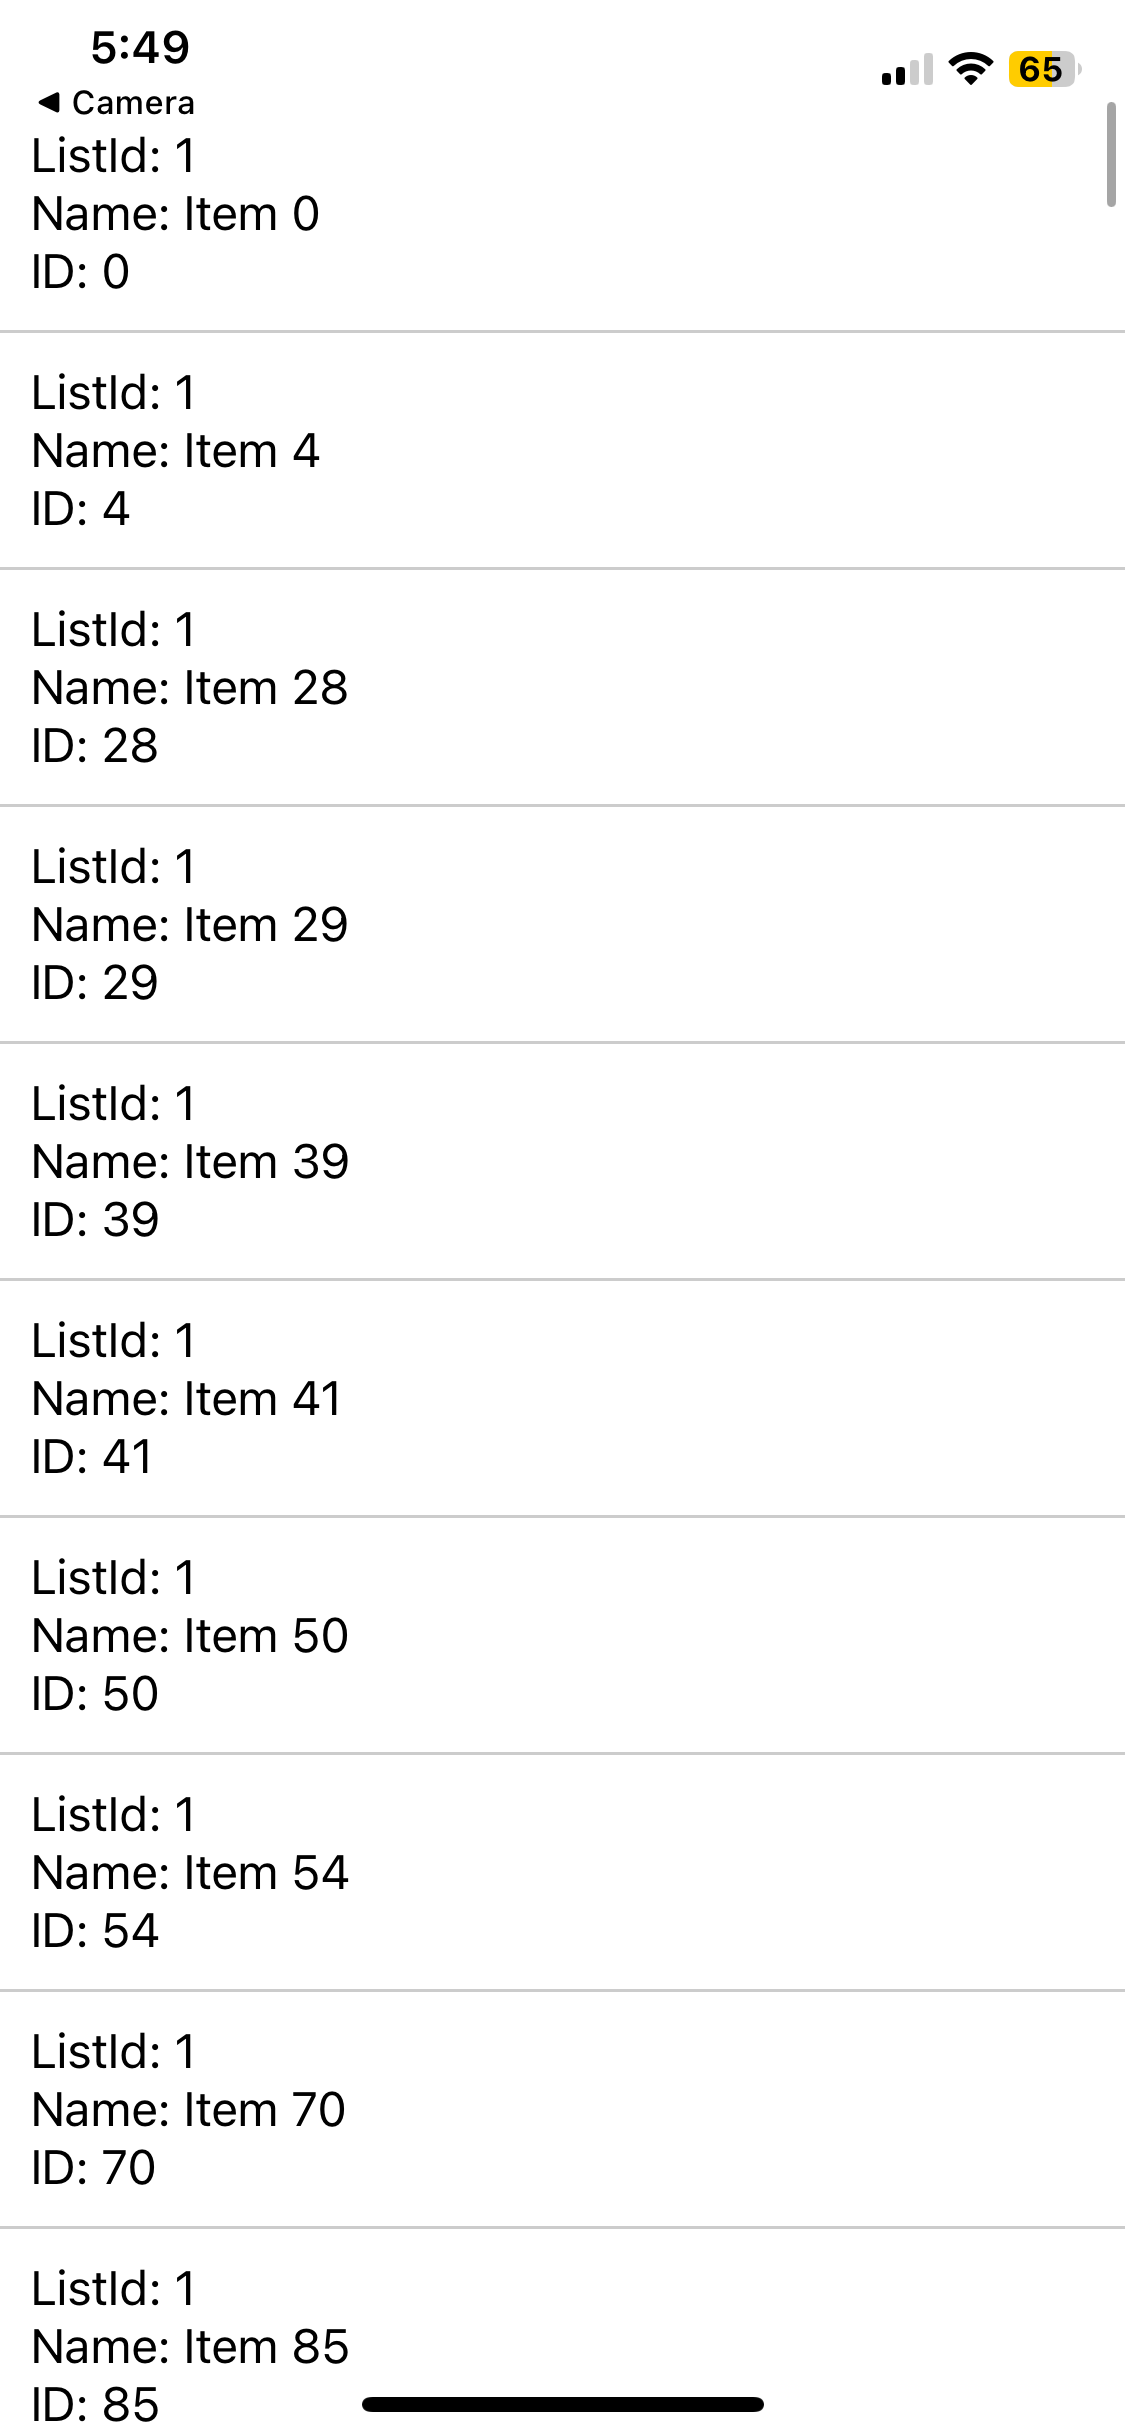 5:49
65
◀ Camera
ListId: 1
Name: Item 0
ID: 0
ListId: 1
Name: Item 4
ID: 4
ListId: 1
Name: Item 28
ID: 28
ListId: 1
Name: Item 29
ID: 29
ListId: 1
Name: Item 39
ID: 39
ListId: 1
Name: Item 41
ID: 41
ListId: 1
Name: Item 50
ID: 50
ListId: 1
Name: Item 54
ID: 54
ListId: 1
Name: Item 70
ID: 70
ListId: 1
Name: Item 85
ID: 85